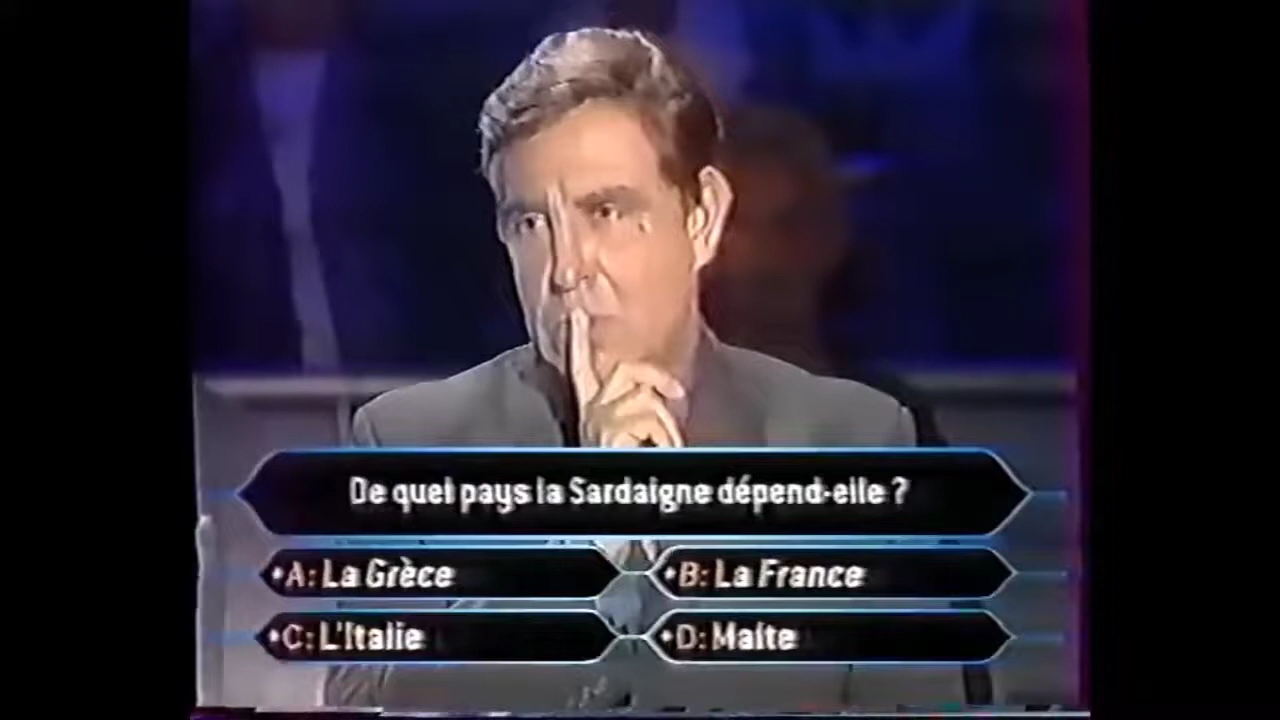 De quel pays la Sardaigne dépend-elle ?
A: La Grèce
B: La France
C: L'Italie
D: Malte